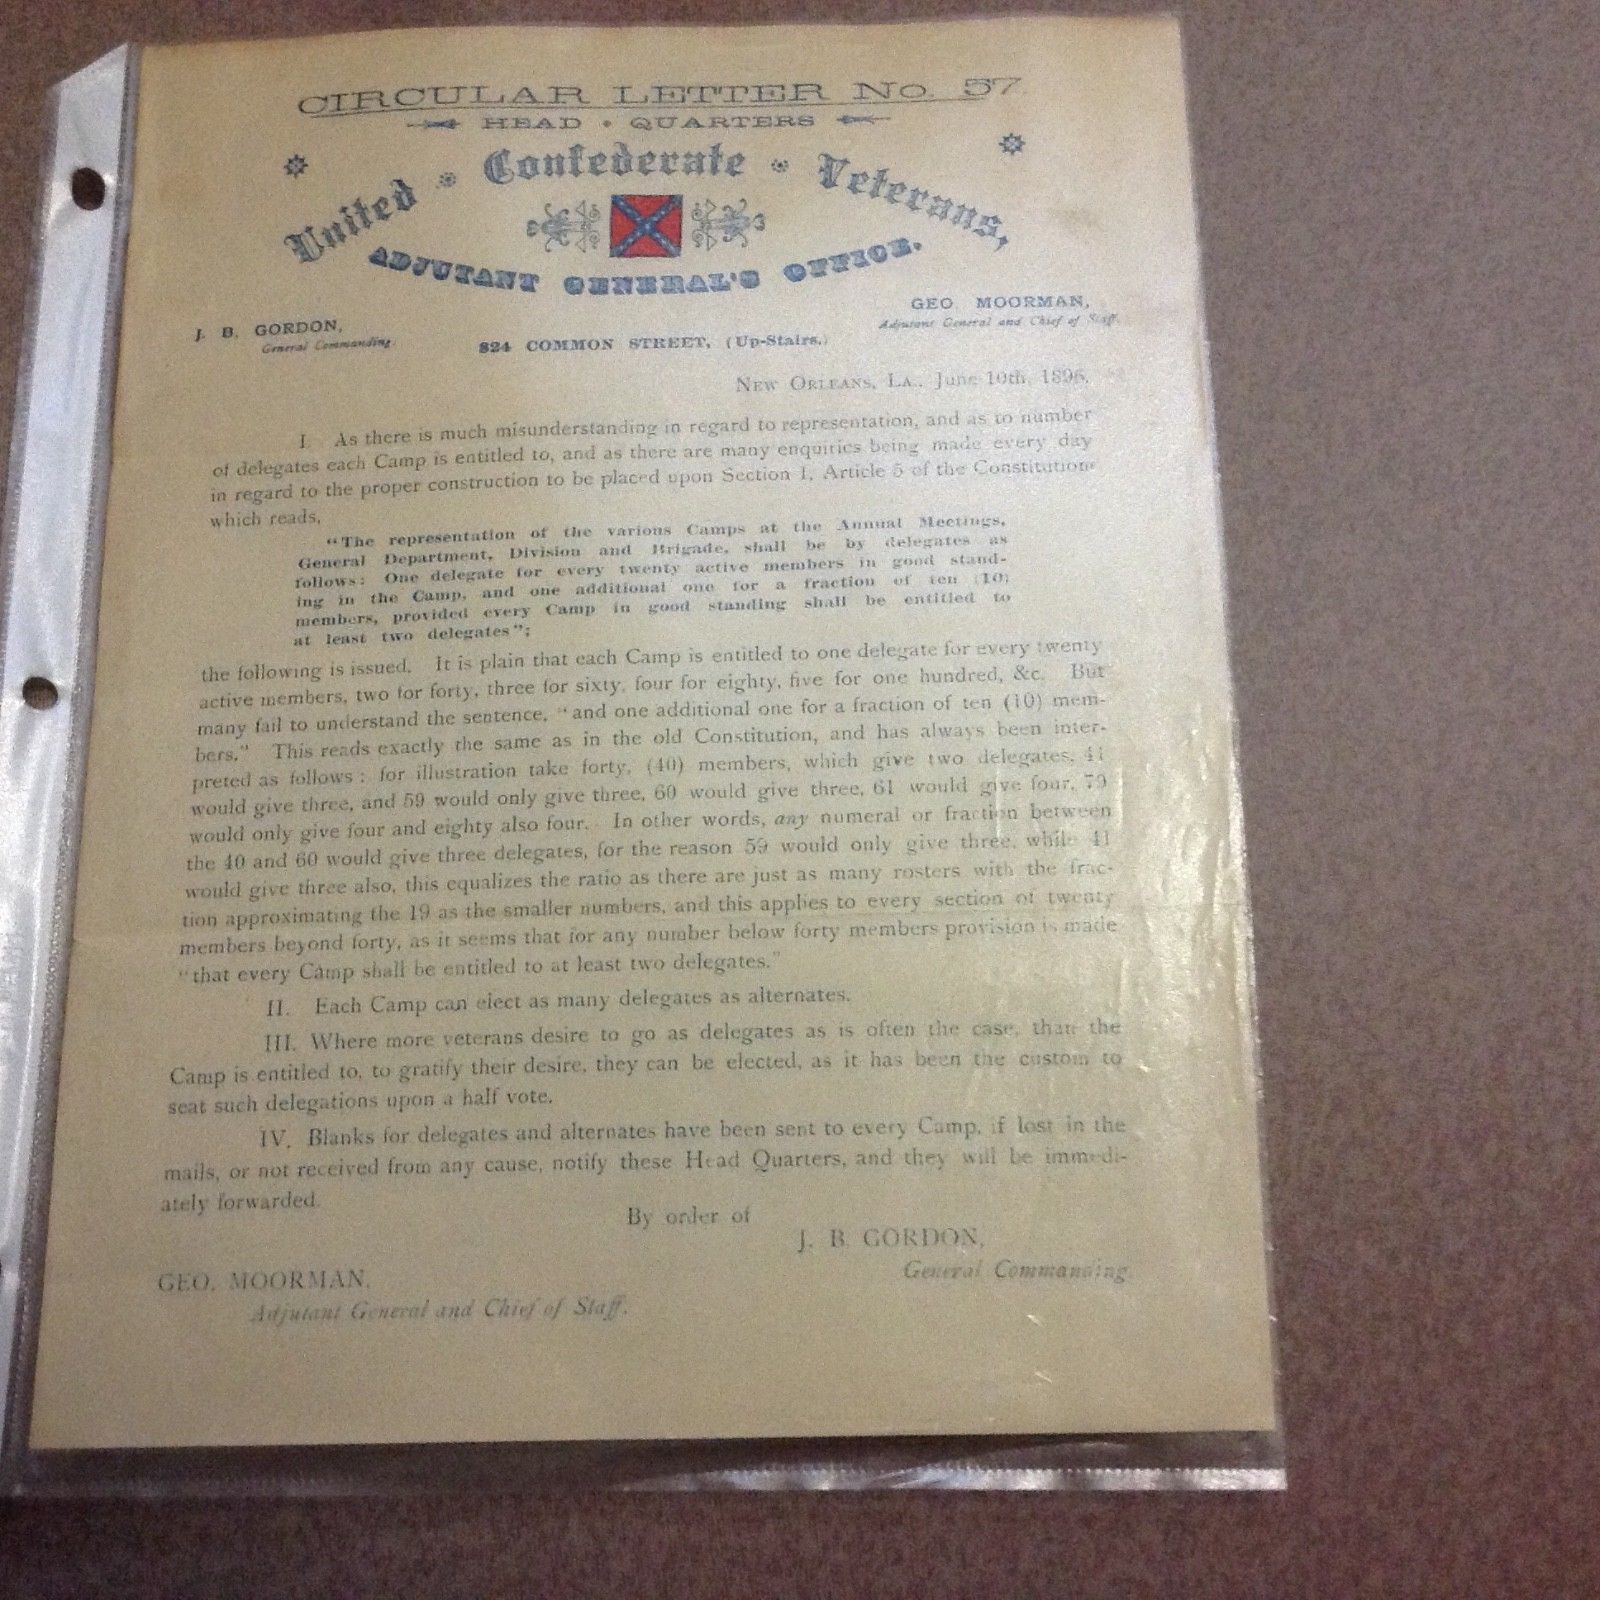 CIRCULAR LETTER No. 57.
HEAD • QUARTERS
United Confederate Veterans,
ADJUTANT GENERAL'S OFFICE.
J. B. GORDON,
General Commanding.
GEO. MOORMAN,
Adjutant General and Chief of Staff.
824 COMMON STREET, (Up-Stairs.)
New Orleans, La., June 10th, 1896.
I. As there is much misunderstanding in regard to representation, and as to number
of delegates each Camp is entitled to, and as there are many enquiries being made every day
in regard to the proper construction to be placed upon Section 1, Article 5 of the Constitution
which reads,
"The representation of the various Camps at the Annual Meetings,
General Department, Division and Brigade, shall be by delegates as
follows: One delegate for every twenty active members in good stand-
ing in the Camp, and one additional one for a fraction of ten (10)
members, provided every Camp in good standing shall be entitled to
at least two delegates";
the following is issued. It is plain that each Camp is entitled to one delegate for every twenty
active members, two for forty, three for sixty, four for eighty, five for one hundred, &c. But
many fail to understand the sentence, "and one additional one for a fraction of ten (10) mem-
bers." This reads exactly the same as in the old Constitution, and has always been inter-
preted as follows: for illustration take forty, (40) members, which give two delegates, 41
would give three, and 59 would only give three, 60 would give three, 61 would give four, 79
would only give four and eighty also four. In other words, any numeral or fraction between
the 40 and 60 would give three delegates, for the reason 59 would only give three, while 41
would give three also, this equalizes the ratio as there are just as many rosters with the frac-
tion approximating the 19 as the smaller numbers, and this applies to every section of twenty
members beyond forty, as it seems that for any number below forty members provision is made
"that every Camp shall be entitled to at least two delegates."
II. Each Camp can elect as many delegates as alternates.
III. Where more veterans desire to go as delegates as is often the case, than the
Camp is entitled to, to gratify their desire, they can be elected, as it has been the custom to
seat such delegations upon a half vote.
IV. Blanks for delegates and alternates have been sent to every Camp, if lost in the
mails, or not received from any cause, notify these Head Quarters, and they will be immedi-
ately forwarded.
By order of
J. B. GORDON,
General Commanding.
GEO. MOORMAN,
Adjutant General and Chief of Staff.